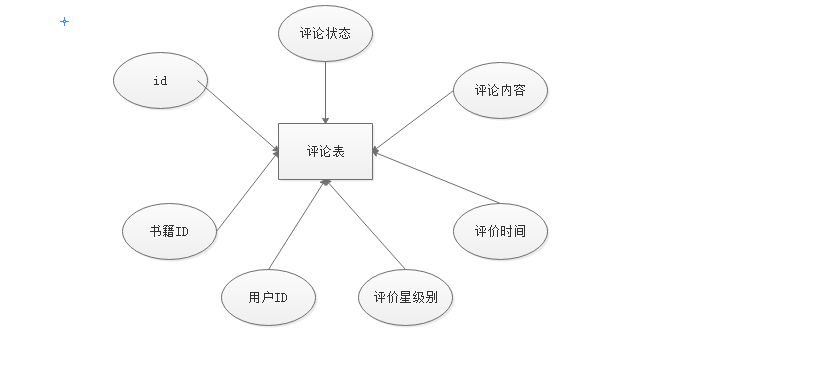 评论状态
id
评论内容
评论表
书籍ID
评价时间
用户ID
评价星级别